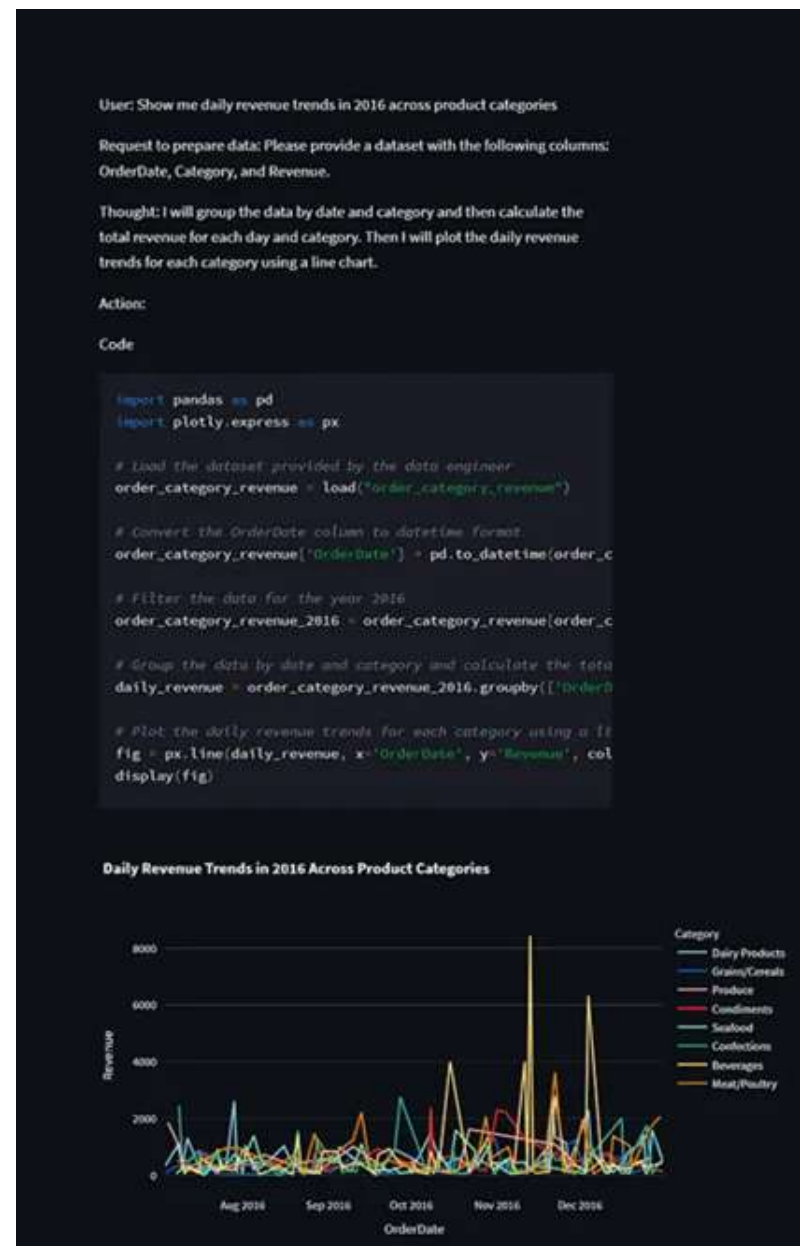 User: Show me daily revenue trends in 2016 across product categories
Request to prepare data: Please provide a dataset with the following columns:
OrderDate, Category, and Revenue.
Thought: I will group the data by date and category and then calculate the
total revenue for each day and category. Then I will plot the daily revenue
trends for each category using a line chart.
Action:
Code
import pandas as pd
import plotly.express as px
# Load the dataset provided by the data engineer
order_category_revenue = load("order_category_revenue")
# Convert the OrderDate column to datetime format
order_category_revenue['OrderDate'] = pd.to_datetime(order_c
# Filter the data for the year 2016
order_category_revenue_2016 = order_category_revenue[order_c
# Group the data by date and category and calculate the tota
daily_revenue = order_category_revenue_2016.groupby(['OrderD
# Plot the daily revenue trends for each category using a li
fig = px.line(daily_revenue, x='OrderDate', y='Revenue', col
display(fig)
Daily Revenue Trends in 2016 Across Product Categories
Category
Dairy Products
Grains/Cereals
Produce
Condiments
Seafood
Confections
Beverages
Meat/Poultry
Revenue
8000
6000
4000
2000
0
Aug 2016 Sep 2016 Oct 2016 Nov 2016 Dec 2016
OrderDate